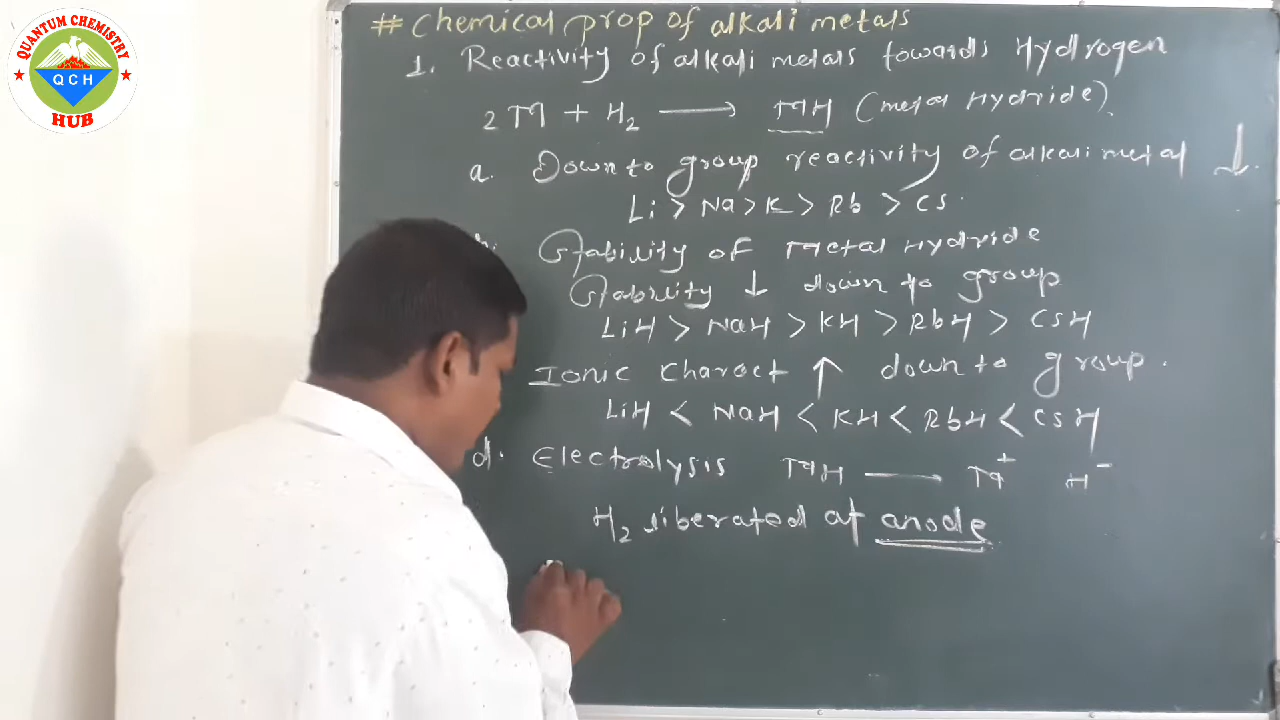 QUANTUM CHEMISTRY
QCH
HUB
# Chemical prop of alkali metals
1. Reactivity of alkali metals towards Hydrogen
2M + H2 ⟶ MH (metal Hydride).
a. Down to group reactivity of alkali metal ↓.
Li > Na > K > Rb > Cs.
Stability of Metal Hydride
Stability ↓ down to group
LiH > NaH > KH > RbH > CsH
Ionic Charact ↑ down to group.
LiH < NaH < KH < RbH < CsH
d. Electrolysis MH ⟶ M+ H-
H2 liberated at anode